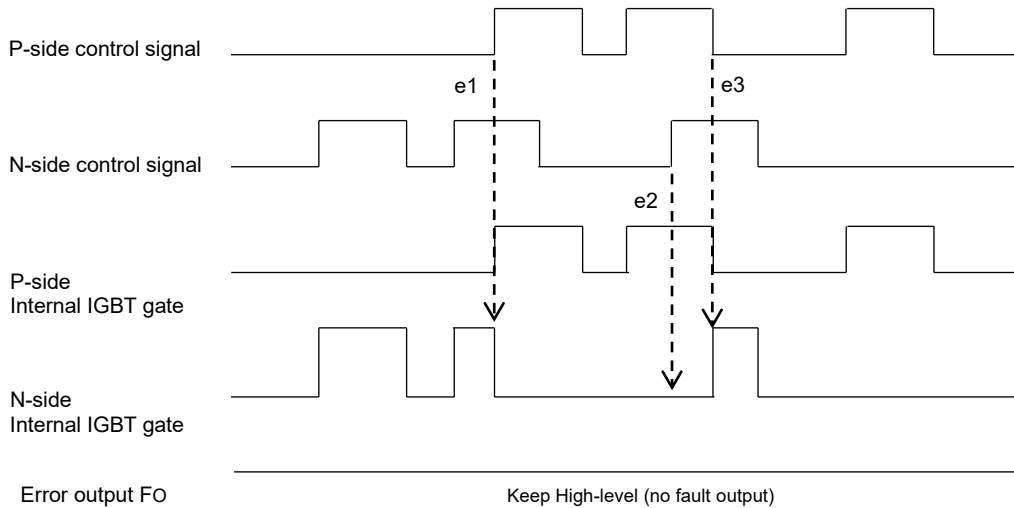 P-side control signal
e1
e3
N-side control signal
e2
P-side
Internal IGBT gate
N-side
Internal IGBT gate
Error output FO
Keep High-level (no fault output)